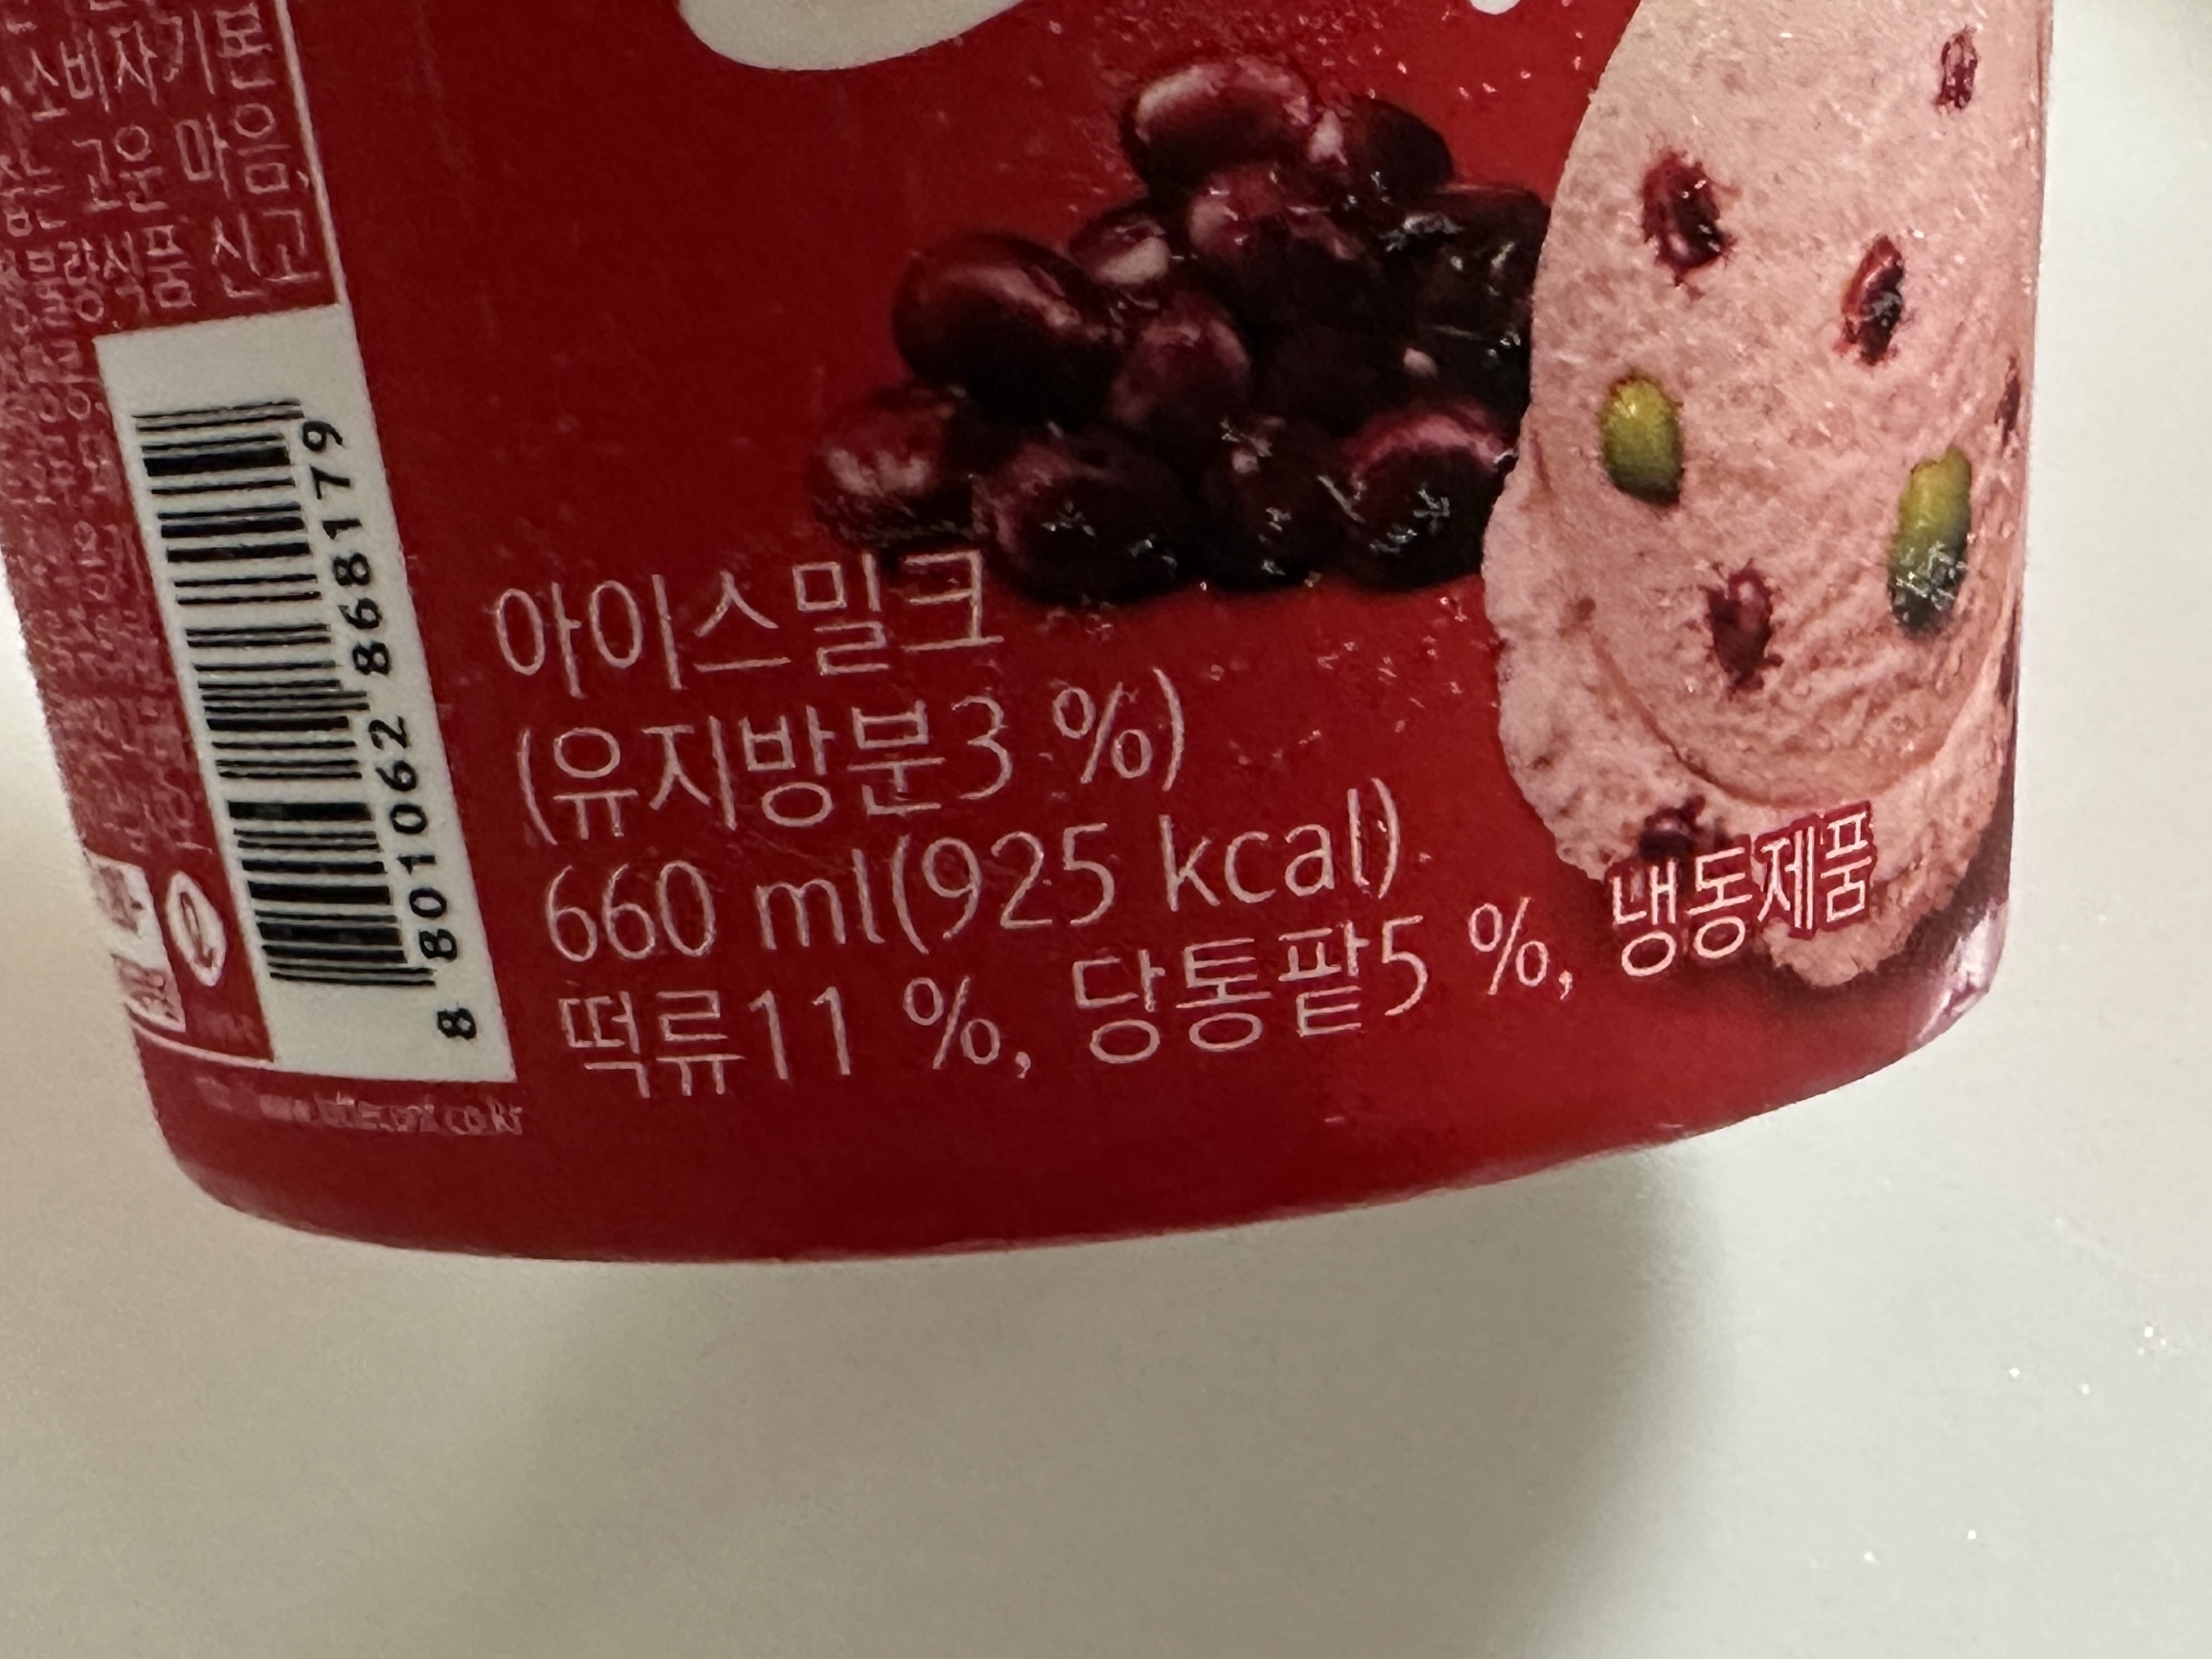 소비자기본
고운 마음,
불량식품 신고
8 801062 868179
아이스밀크
(유지방분3 %)
660 ml(925 kcal)
떡류11 %, 당통팥5 %, 냉동제품